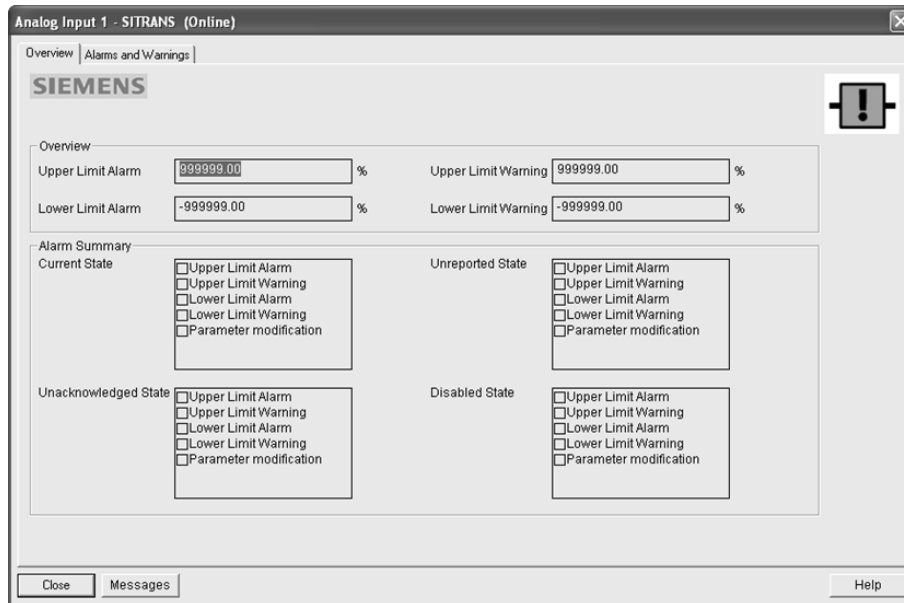 Analog Input 1 - SITRANS (Online)
Overview Alarms and Warnings
SIEMENS
Overview
Upper Limit Alarm 999999.00 % Upper Limit Warning 999999.00 %
Lower Limit Alarm -999999.00 % Lower Limit Warning -999999.00 %
Alarm Summary
Current State
Upper Limit Alarm
Upper Limit Warning
Lower Limit Alarm
Lower Limit Warning
Parameter modification
Unreported State
Upper Limit Alarm
Upper Limit Warning
Lower Limit Alarm
Lower Limit Warning
Parameter modification
Unacknowledged State
Upper Limit Alarm
Upper Limit Warning
Lower Limit Alarm
Lower Limit Warning
Parameter modification
Disabled State
Upper Limit Alarm
Upper Limit Warning
Lower Limit Alarm
Lower Limit Warning
Parameter modification
Close Messages Help